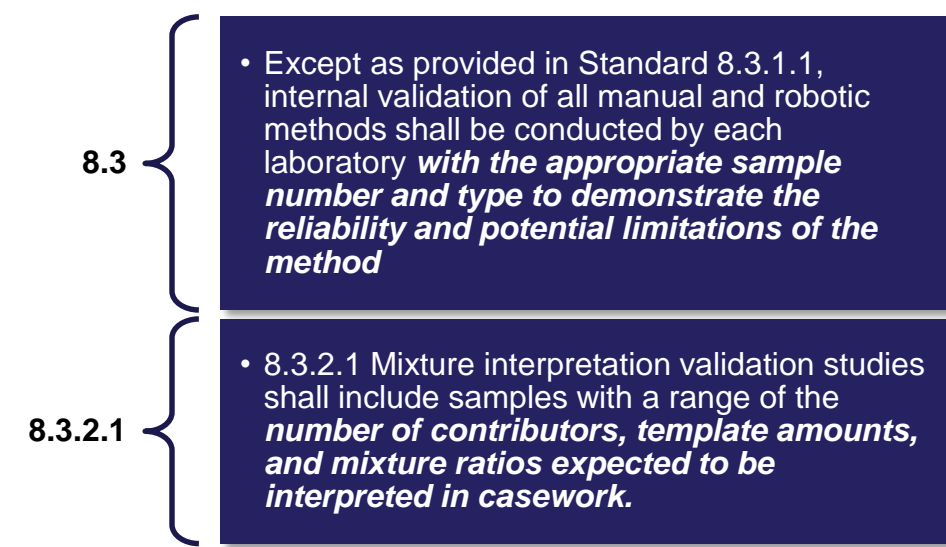 8.3
• Except as provided in Standard 8.3.1.1,
internal validation of all manual and robotic
methods shall be conducted by each
laboratory with the appropriate sample
number and type to demonstrate the
reliability and potential limitations of the
method
8.3.2.1
• 8.3.2.1 Mixture interpretation validation studies
shall include samples with a range of the
number of contributors, template amounts,
and mixture ratios expected to be
interpreted in casework.